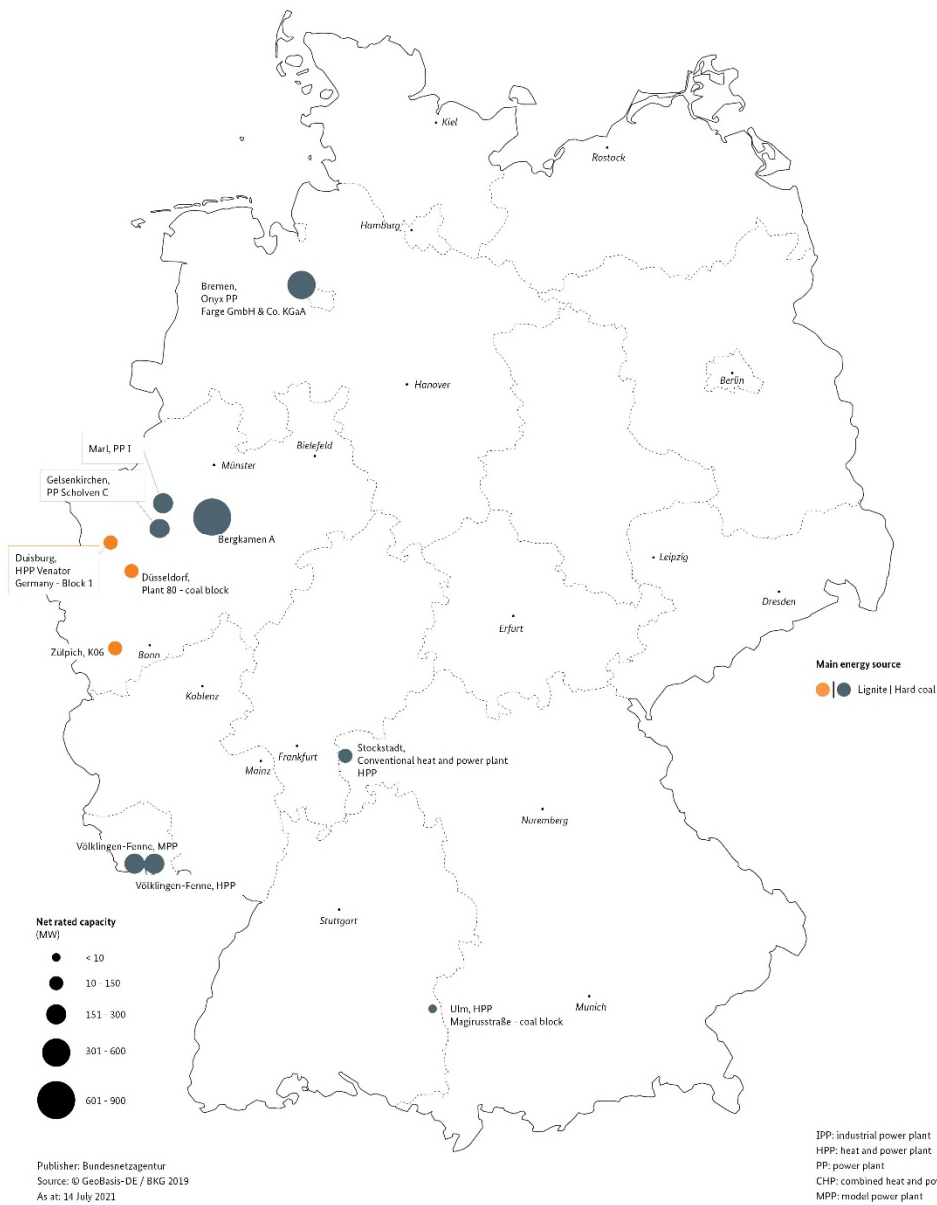 Kiel
Rostock
Hamburg
Bremen,
Onyx PP
Farge GmbH & Co. KGaA
Hanover
Berlin
Marl, PP I
Bielefeld
Münster
Gelsenkirchen,
PP Scholven C
Bergkamen A
Duisburg,
HPP Venator
Germany - Block 1
Düsseldorf,
Plant 80 - coal block
Leipzig
Dresden
Erfurt
Zülpich, K06
Bonn
Koblenz
Main energy source
Lignite | Hard coal
Frankfurt
Mainz
Stockstadt,
Conventional heat and power plant
HPP
Nuremberg
Völklingen-Fenne, MPP
Völklingen-Fenne, HPP
Stuttgart
Net rated capacity
(MW)
< 10
10 - 150
151 - 300
301 - 600
601 - 900
Ulm, HPP
Magirusstraße - coal block
Munich
Publisher: Bundesnetzagentur
Source: © GeoBasis-DE / BKG 2019
As at: 14 July 2021
IPP: industrial power plant
HPP: heat and power plant
PP: power plant
CHP: combined heat and po
MPP: model power plant